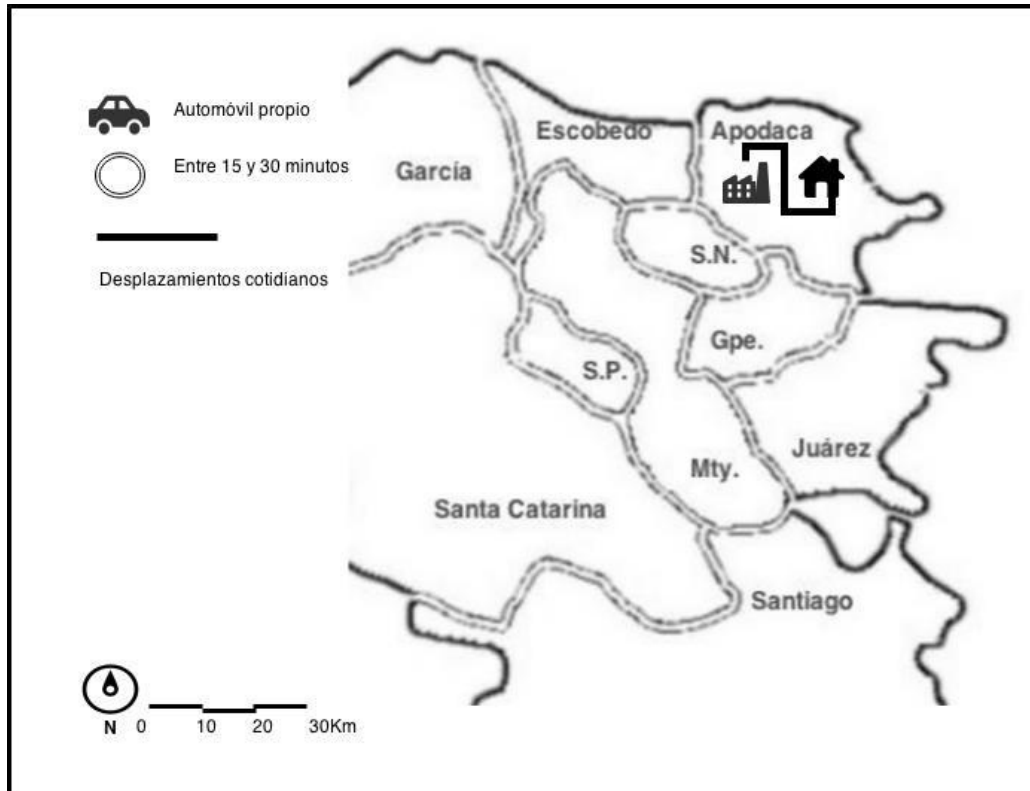 Automóvil propio
Entre 15 y 30 minutos
Desplazamientos cotidianos
Escobedo
Apodaca
García
S.N.
Gpe.
S.P.
Juárez
Mty.
Santa Catarina
Santiago
N 0 10 20 30Km